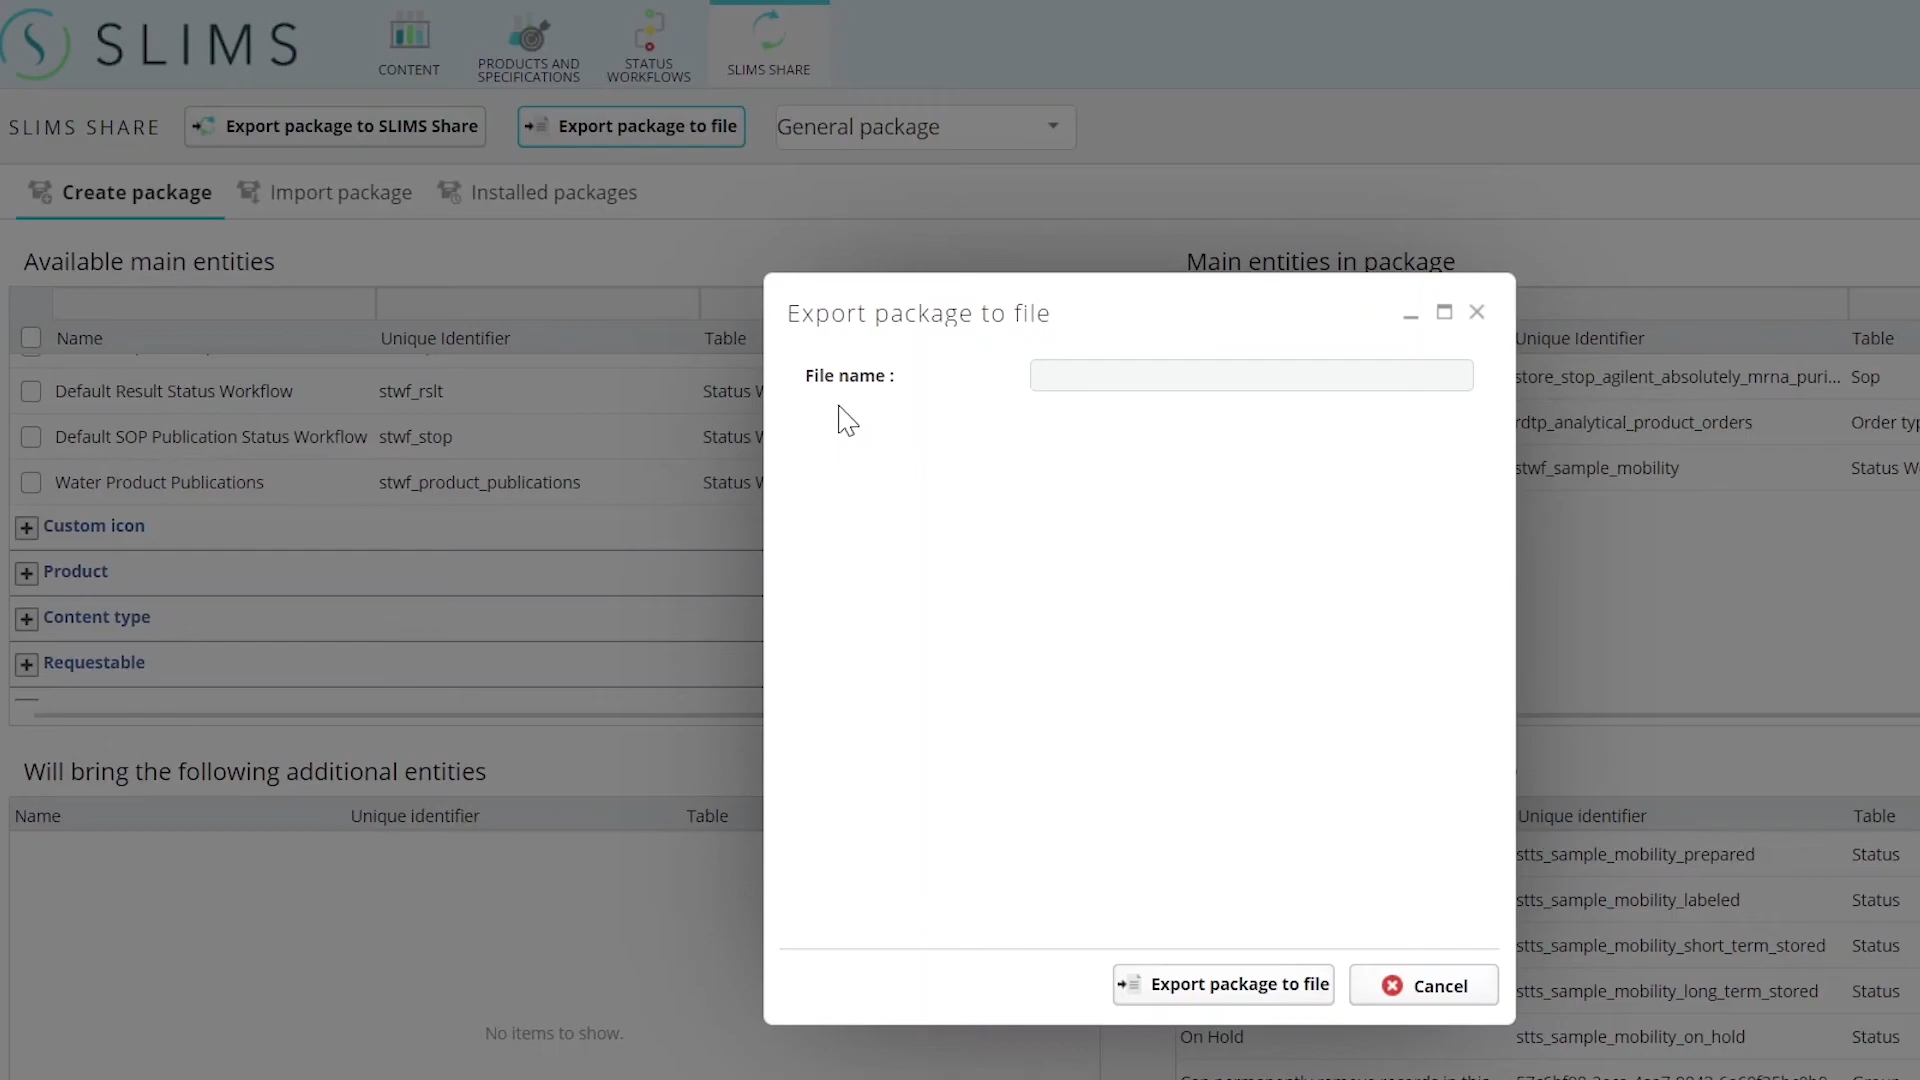 SLIMS
CONTENT
PRODUCTS AND
SPECIFICATIONS
STATUS
WORKFLOWS
SLIMS SHARE
SLIMS SHARE
Export package to SLIMS Share
Export package to file
General package
Create package
Import package
Installed packages
Available main entities
Main entities in package
Name
Unique Identifier
Table
Default Result Status Workflow
stwf_rslt
Status W
Default SOP Publication Status Workflow
stwf_stop
Status W
Water Product Publications
stwf_product_publications
Status W
Custom icon
Product
Content type
Requestable
Export package to file
File name :
Export package to file
Cancel
Unique Identifier
Table
store_stop_agilent_absolutely_mrna_puri...
Sop
rdtp_analytical_product_orders
Order typ
stwf_sample_mobility
Status Wo
Will bring the following additional entities
Name
Unique identifier
Table
No items to show.
Unique identifier
Table
stts_sample_mobility_prepared
Status
stts_sample_mobility_labeled
Status
stts_sample_mobility_short_term_stored
Status
stts_sample_mobility_long_term_stored
Status
On Hold
stts_sample_mobility_on_hold
Status